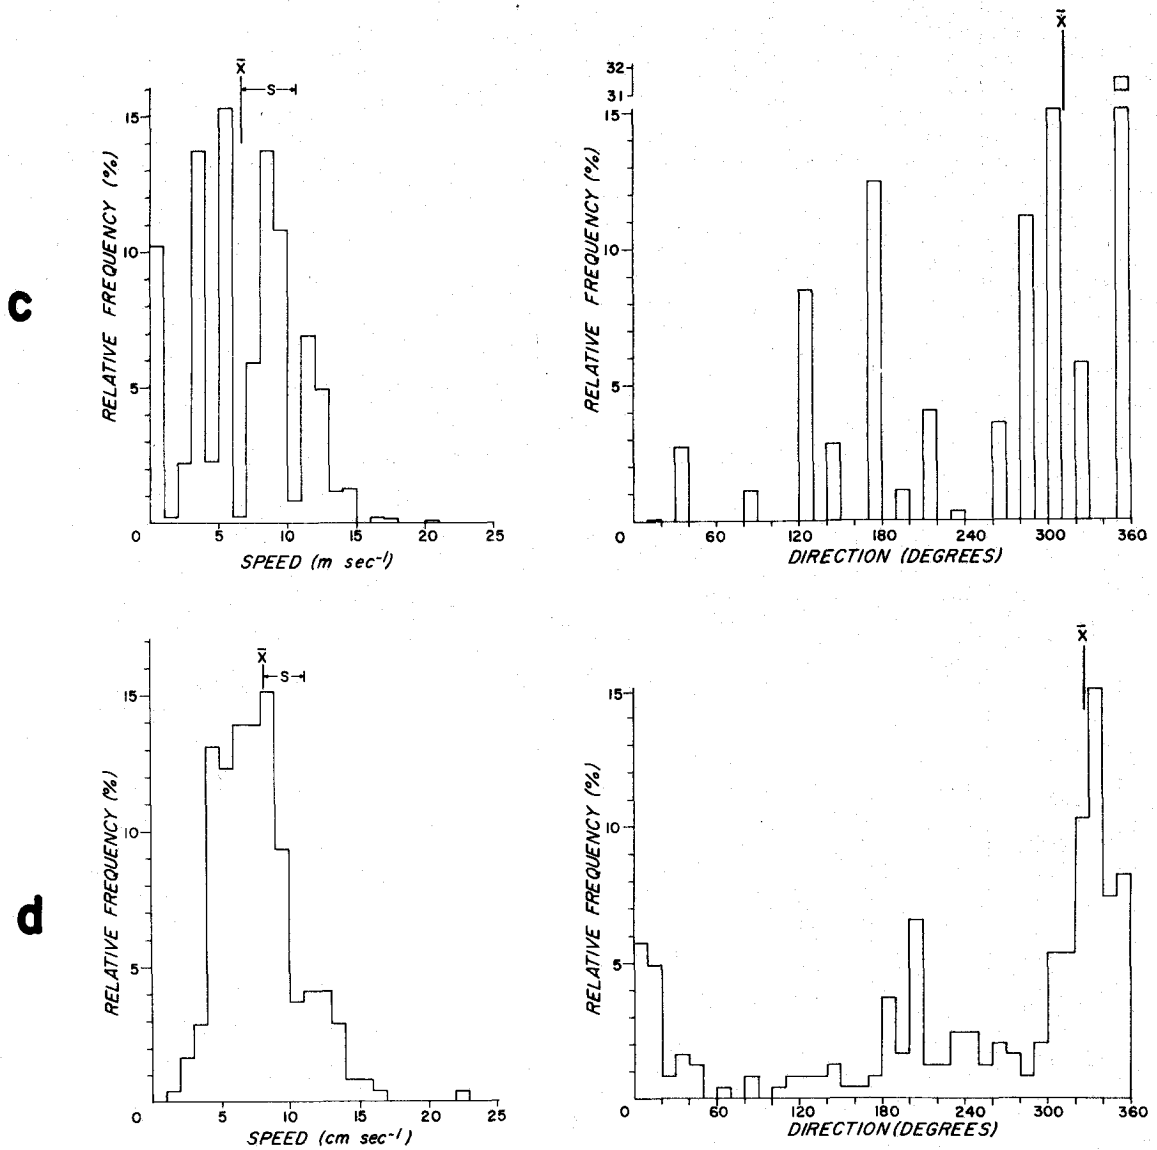 c
X̄
S
15
10
5
0
5
10
15
20
25
RELATIVE FREQUENCY (%)
SPEED (m sec⁻¹)
X̄
32
31
15
10
5
0
60
120
180
240
300
360
RELATIVE FREQUENCY (%)
DIRECTION (DEGREES)
d
X̄
S
15
10
5
0
5
10
15
20
25
RELATIVE FREQUENCY (%)
SPEED (cm sec⁻¹)
X̄
15
10
5
0
60
120
180
240
300
360
RELATIVE FREQUENCY (%)
DIRECTION (DEGREES)